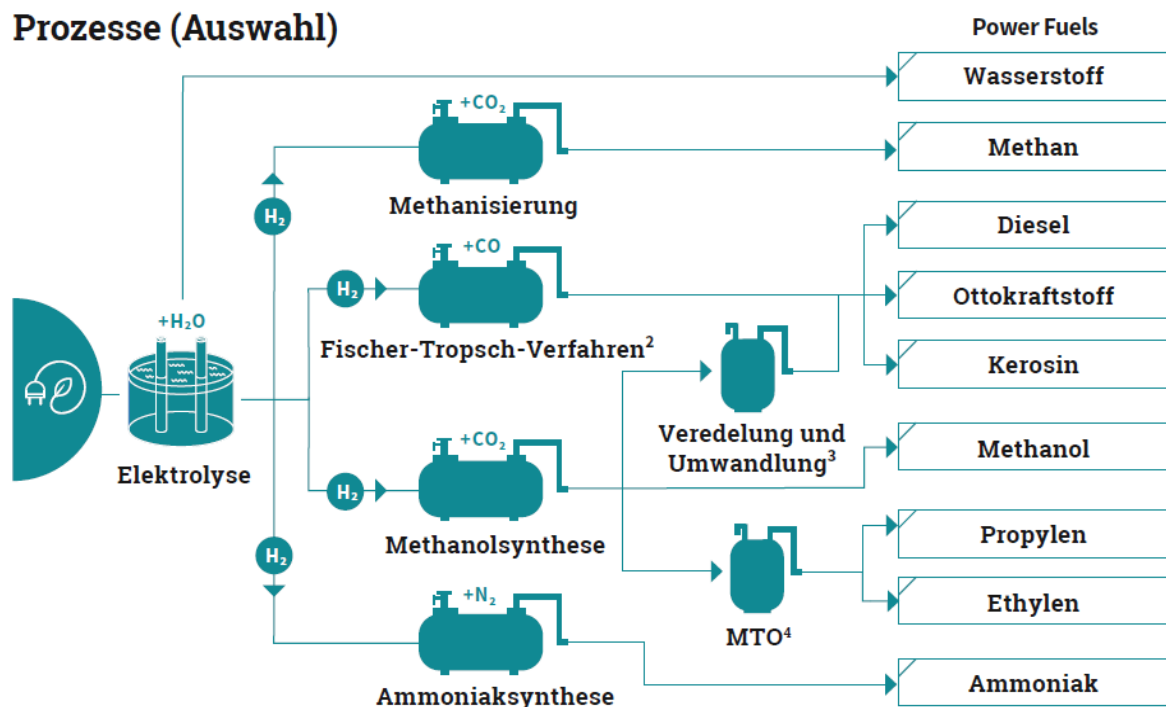 Prozesse (Auswahl)
Power Fuels
Wasserstoff
+CO₂
Methan
Methanisierung
H₂
Diesel
+CO
H₂
Ottokraftstoff
+H₂O
Fischer-Tropsch-Verfahren²
Kerosin
Veredelung und
Umwandlung³
+CO₂
Methanol
Elektrolyse
H₂
Methanolsynthese
Propylen
H₂
+N₂
Ethylen
MTO⁴
Ammoniak
Ammoniaksynthese